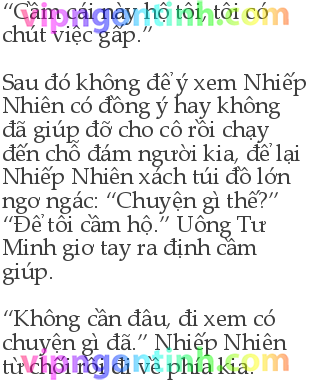 “Cầm cái này hộ tôi, tôi có
vipngontinh.com
chút việc gấp.”
Sau đó không để ý xem Nhiếp
Nhiên có đồng ý hay không
đã giúp đỡ cho cô rồi chạy
đến chỗ đám người kia, để lại
Nhiếp Nhiên xách túi đồ lớn
ngơ ngác: “Chuyện gì thế?”
“Để tôi cầm hộ.” Uông Tư
Minh giơ tay ra định cầm
giúp.
“Không cần đâu, đi xem có
chuyện gì đã.” Nhiếp Nhiên
từ chối rồi đi về phía kia.
vipngontinh.com